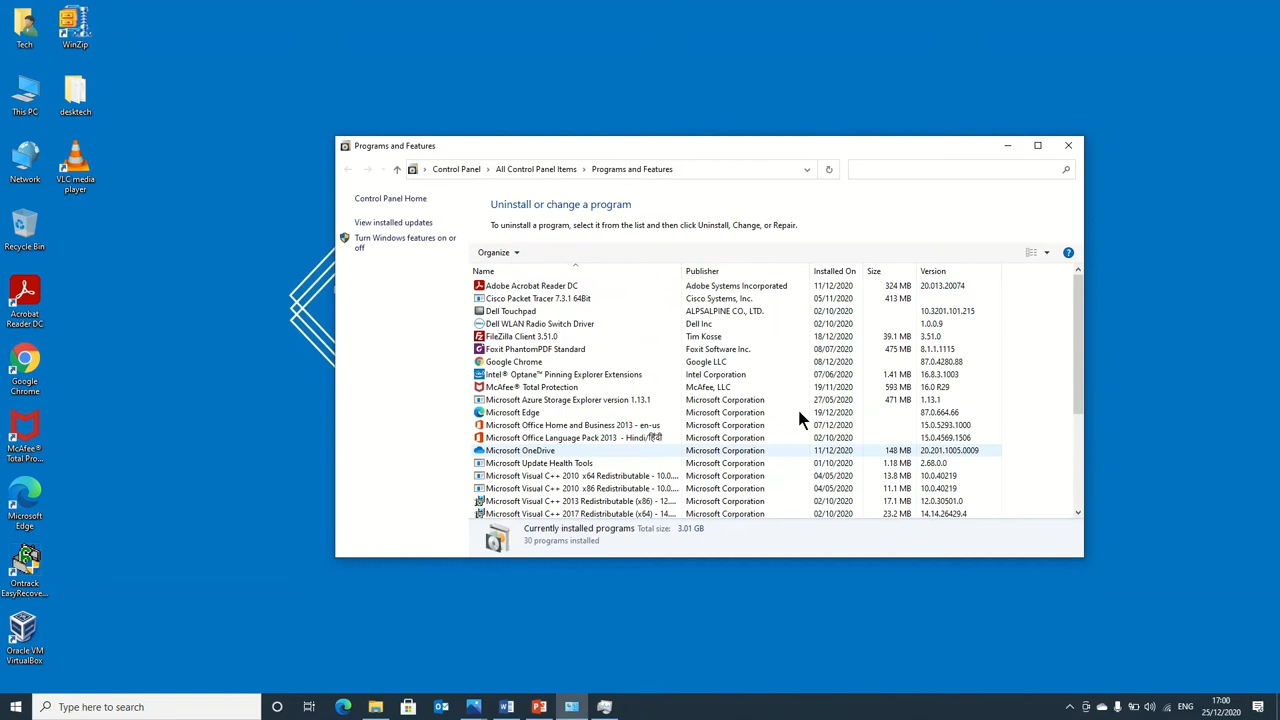 Tech
WinZip
This PC
desktech
Network
VLC media
player
Recycle Bin
Acrobat
Reader DC
Google
Chrome
McAfee®
Total Pro...
Microsoft
Edge
Ontrack
EasyRecove...
Oracle VM
VirtualBox
Programs and Features
Control Panel › All Control Panel Items › Programs and Features
Control Panel Home
View installed updates
Turn Windows features on or
off
Uninstall or change a program
To uninstall a program, select it from the list and then click Uninstall, Change, or Repair.
Organize
Name Publisher Installed On Size Version
Adobe Acrobat Reader DC Adobe Systems Incorporated 11/12/2020 324 MB 20.013.20074
Cisco Packet Tracer 7.3.1 64Bit Cisco Systems, Inc. 05/11/2020 413 MB
Dell Touchpad ALPSALPINE CO., LTD. 02/10/2020 10.3201.101.215
Dell WLAN Radio Switch Driver Dell Inc 02/10/2020 1.0.0.9
FileZilla Client 3.51.0 Tim Kosse 18/12/2020 39.1 MB 3.51.0
Foxit PhantomPDF Standard Foxit Software Inc. 08/07/2020 475 MB 8.1.1.1115
Google Chrome Google LLC 08/12/2020 87.0.4280.88
Intel® Optane™ Pinning Explorer Extensions Intel Corporation 07/06/2020 1.41 MB 16.8.3.1003
McAfee® Total Protection McAfee, LLC 19/11/2020 593 MB 16.0 R29
Microsoft Azure Storage Explorer version 1.13.1 Microsoft Corporation 27/05/2020 471 MB 1.13.1
Microsoft Edge Microsoft Corporation 19/12/2020 87.0.664.66
Microsoft Office Home and Business 2013 - en-us Microsoft Corporation 07/12/2020 15.0.5293.1000
Microsoft Office Language Pack 2013 - Hindi/हिंदी Microsoft Corporation 02/10/2020 15.0.4569.1506
Microsoft OneDrive Microsoft Corporation 11/12/2020 148 MB 20.201.1005.0009
Microsoft Update Health Tools Microsoft Corporation 01/10/2020 1.18 MB 2.68.0.0
Microsoft Visual C++ 2010 x64 Redistributable - 10.0.... Microsoft Corporation 04/05/2020 13.8 MB 10.0.40219
Microsoft Visual C++ 2010 x86 Redistributable - 10.0.... Microsoft Corporation 04/05/2020 11.1 MB 10.0.40219
Microsoft Visual C++ 2013 Redistributable (x86) - 12.... Microsoft Corporation 02/10/2020 17.1 MB 12.0.30501.0
Microsoft Visual C++ 2017 Redistributable (x64) - 14.... Microsoft Corporation 02/10/2020 23.2 MB 14.14.26429.4
Currently installed programs Total size: 3.01 GB
30 programs installed
Type here to search
ENG
17:00
25/12/2020